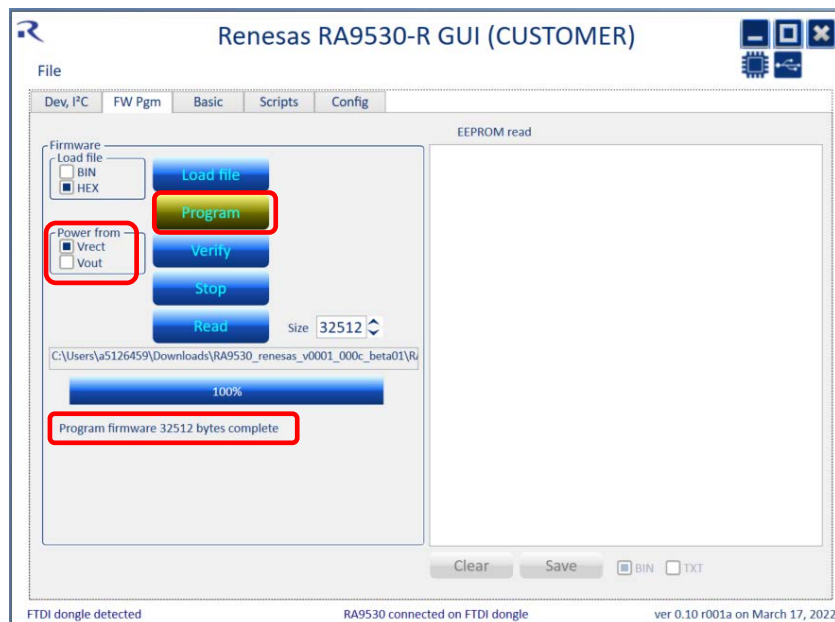 Renesas RA9530-R GUI (CUSTOMER)
File
Dev, I²C FW Pgm Basic Scripts Config
EEPROM read
Firmware
Load file
BIN
HEX
Load file
Program
Power from
Vrect
Vout
Verify
Stop
Read Size 32512
C:\Users\a5126459\Downloads\RA9530_renesas_v0001_000c_beta01\R
100%
Program firmware 32512 bytes complete
Clear Save BIN TXT
FTDI dongle detected RA9530 connected on FTDI dongle ver 0.10 r001a on March 17, 2022